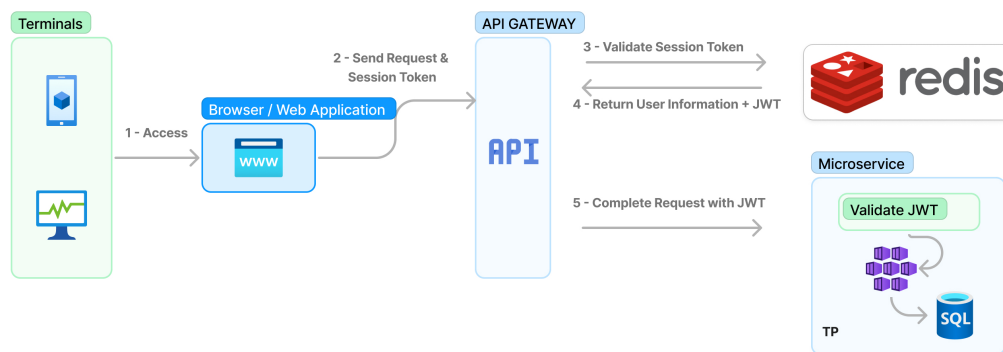 Terminals
API GATEWAY
2 - Send Request &
Session Token
3 - Validate Session Token
redis
4 - Return User Information + JWT
Browser / Web Application
1 - Access
www
API
Microservice
5 - Complete Request with JWT
Validate JWT
SQL
TP